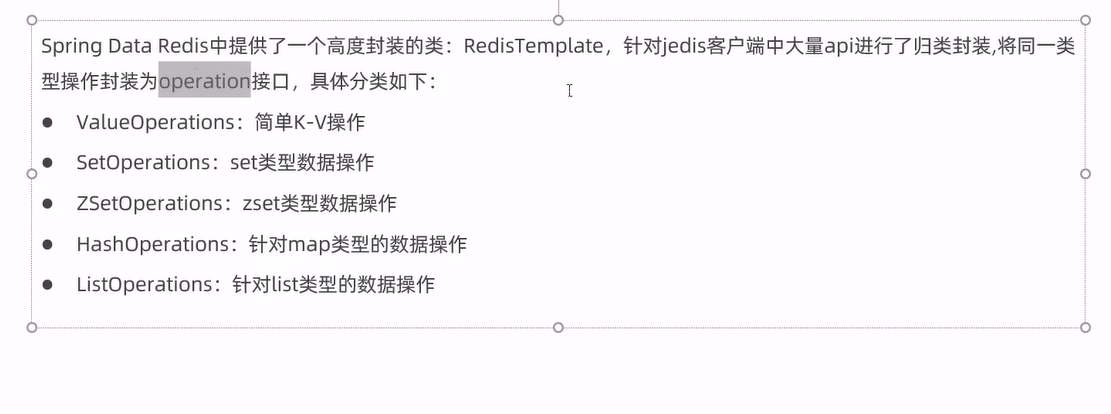 Spring Data Redis中提供了一个高度封装的类：RedisTemplate，针对jedis客户端中大量api进行了归类封装,将同一类
型操作封装为operation接口，具体分类如下：
● ValueOperations：简单K-V操作
● SetOperations：set类型数据操作
● ZSetOperations：zset类型数据操作
● HashOperations：针对map类型的数据操作
● ListOperations：针对list类型的数据操作